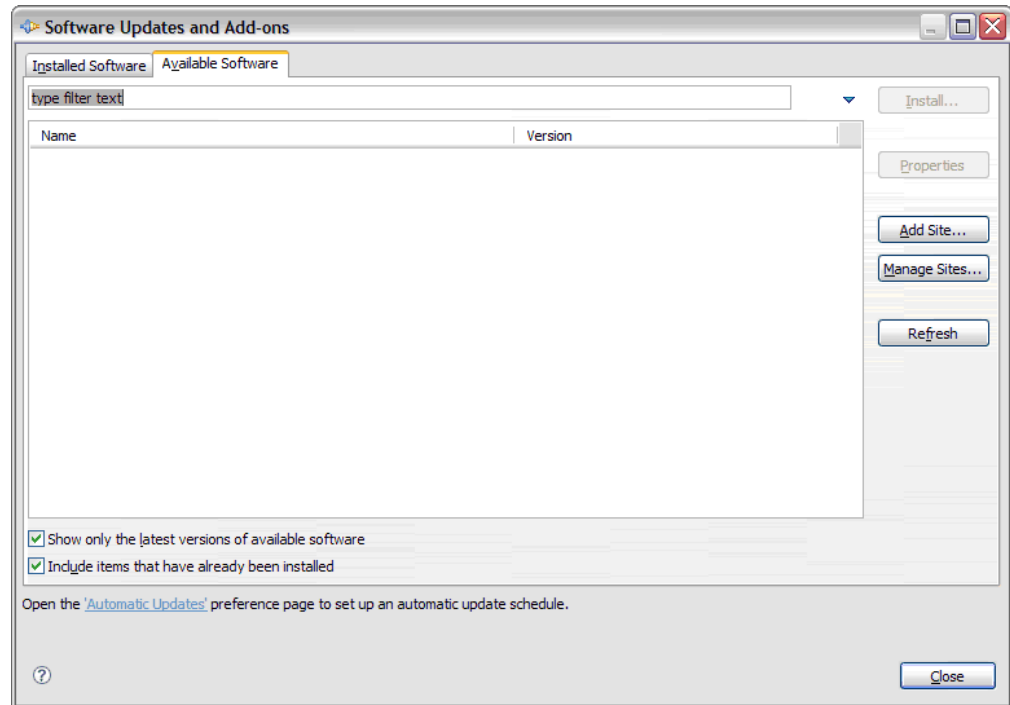 Software Updates and Add-ons
Installed Software
Available Software
type filter text
Install...
Name
Version
Properties
Add Site...
Manage Sites...
Refresh
Show only the latest versions of available software
Include items that have already been installed
Open the 'Automatic Updates' preference page to set up an automatic update schedule.
?
Close